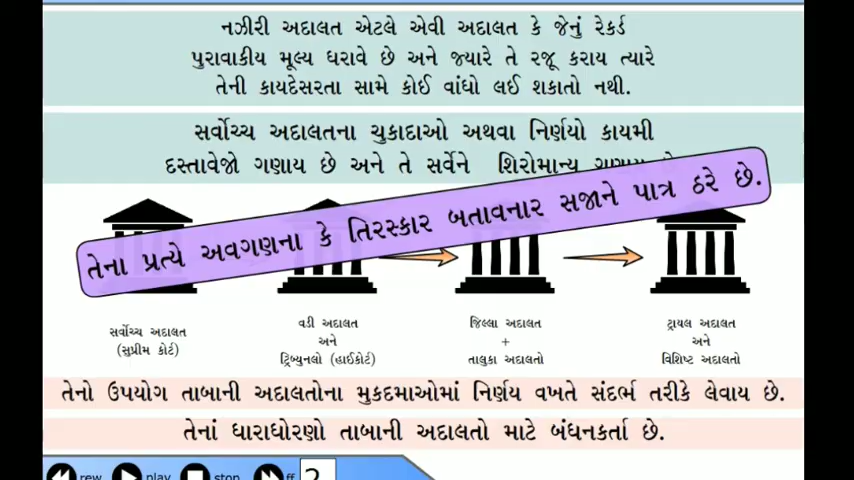 નઝીરી અદાલત એટલે એવી અદાલત કે જેનું રેકર્ડ
પુરાવાકીય મૂલ્ય ધરાવે છે અને જ્યારે તે રજૂ કરાય ત્યારે
તેની કાયદેસરતા સામે કોઈ વાંધો લઈ શકાતો નથી.
સર્વોચ્ચ અદાલતના ચુકાદાઓ અથવા નિર્ણયો કાયમી
દસ્તાવેજો ગણાય છે અને તે સર્વેને શિરોમાન્ય
તેના પ્રત્યે અવગણના કે તિરસ્કાર બતાવનાર સજાને પાત્ર ઠરે છે.
સર્વોચ્ચ અદાલત
(સુપ્રીમ કોર્ટ)
વડી અદાલત
અને
ટ્રિબ્યુનલો (હાઈકોર્ટ)
જિલ્લા અદાલત
+
તાલુકા અદાલતો
ટ્રાયલ અદાલત
અને
વિશિષ્ટ અદાલતો
તેનો ઉપયોગ તાબાની અદાલતોના મુકદમાઓમાં નિર્ણય વખતે સંદર્ભ તરીકે લેવાય છે.
તેનાં ધારાધોરણો તાબાની અદાલતો માટે બંધનકર્તા છે.
rew play stop ff 2